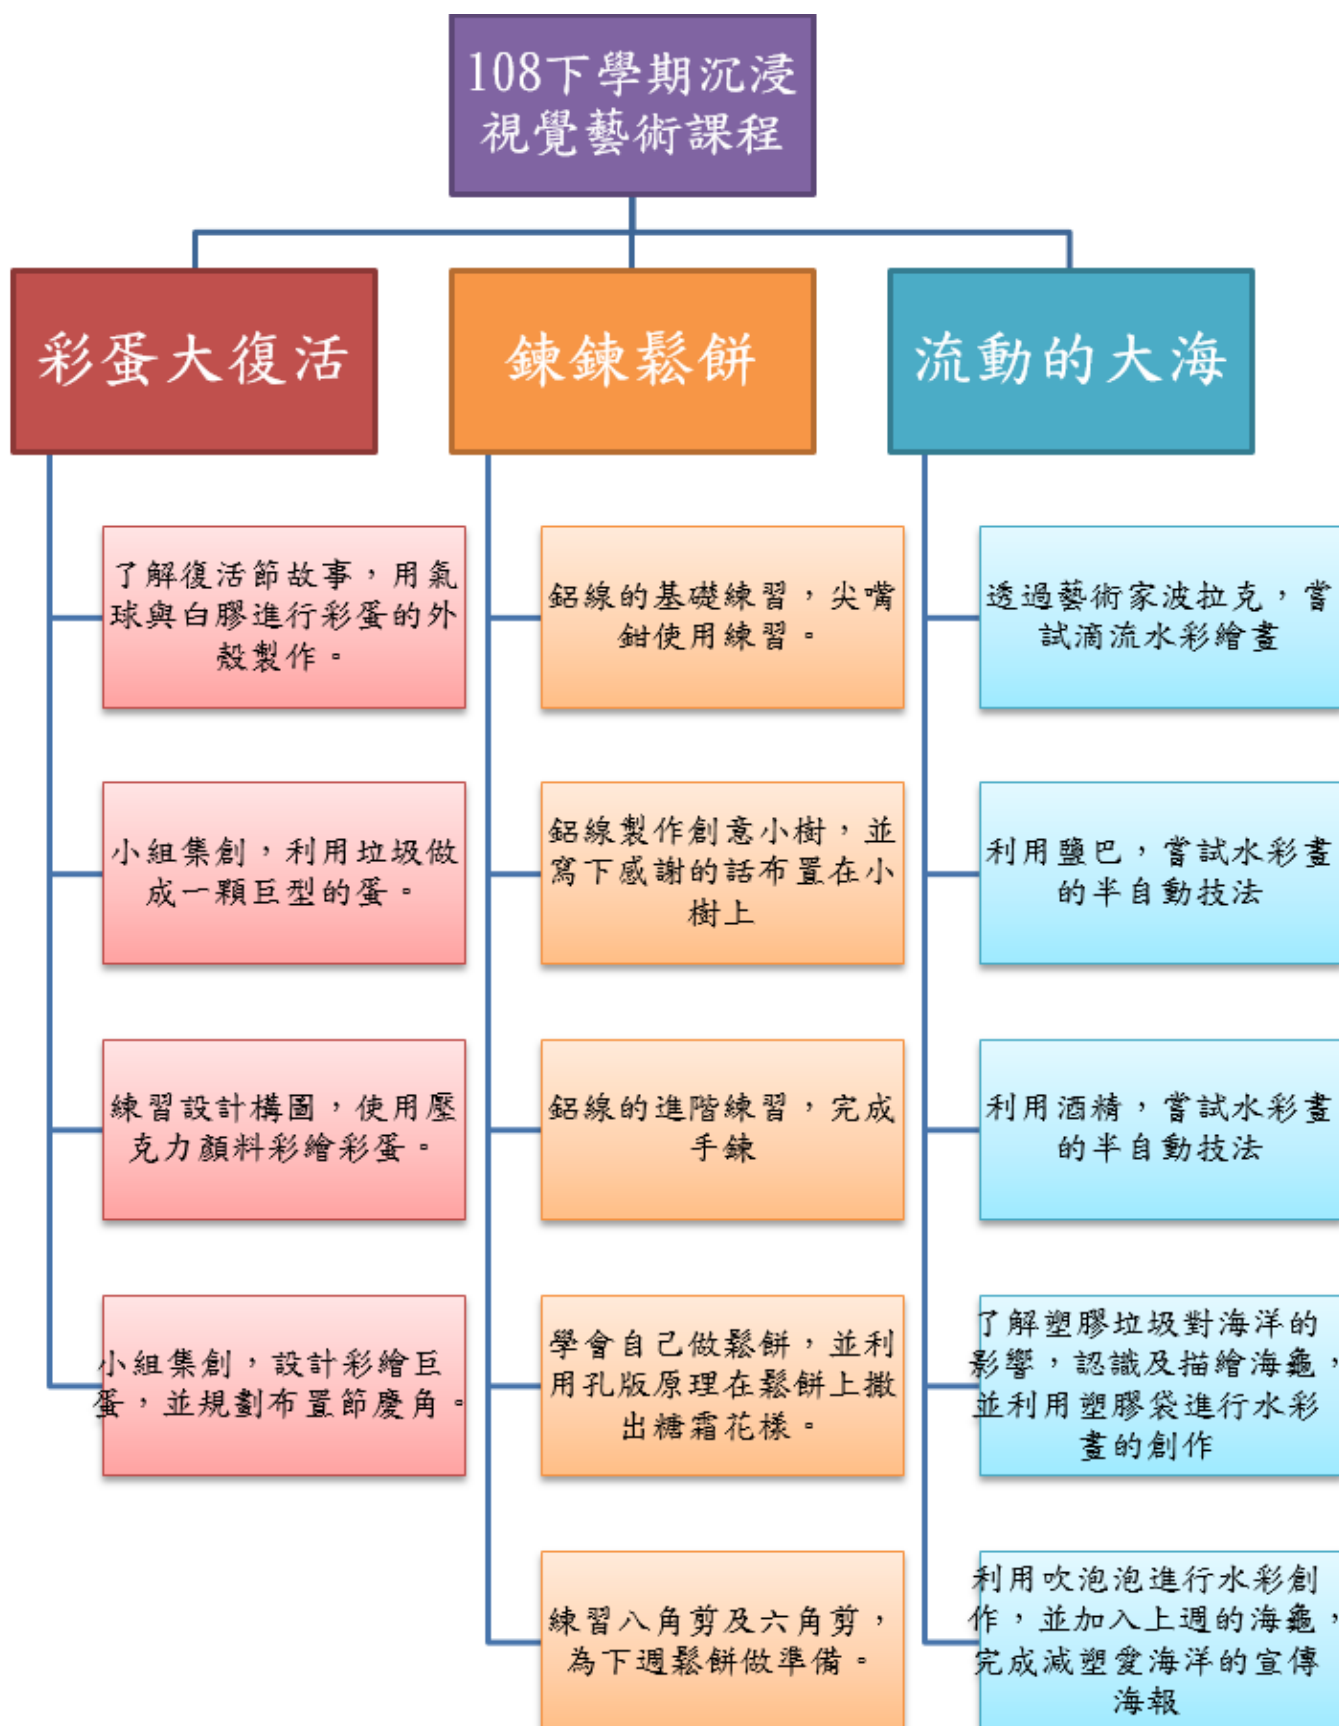 108下學期沉浸
視覺藝術課程
彩蛋大復活
了解復活節故事，用氣
球與白膠進行彩蛋的外
殼製作。
小組集創，利用垃圾做
成一顆巨型的蛋。
練習設計構圖，使用壓
克力顏料彩繪彩蛋。
小組集創，設計彩繪巨
蛋，並規劃布置節慶角。
鍊鍊鬆餅
鋁線的基礎練習，尖嘴
鉗使用練習。
鋁線製作創意小樹，並
寫下感謝的話布置在小
樹上
鋁線的進階練習，完成
手鍊
學會自己做鬆餅，並利
用孔版原理在鬆餅上撒
出糖霜花樣。
練習八角剪及六角剪，
為下週鬆餅做準備。
流動的大海
透過藝術家波拉克，嘗
試滴流水彩繪畫
利用鹽巴，嘗試水彩畫
的半自動技法
利用酒精，嘗試水彩畫
的半自動技法
了解塑膠垃圾對海洋的
影響，認識及描繪海龜，
並利用塑膠袋進行水彩
畫的創作
利用吹泡泡進行水彩創
作，並加入上週的海龜，
完成減塑愛海洋的宣傳
海報